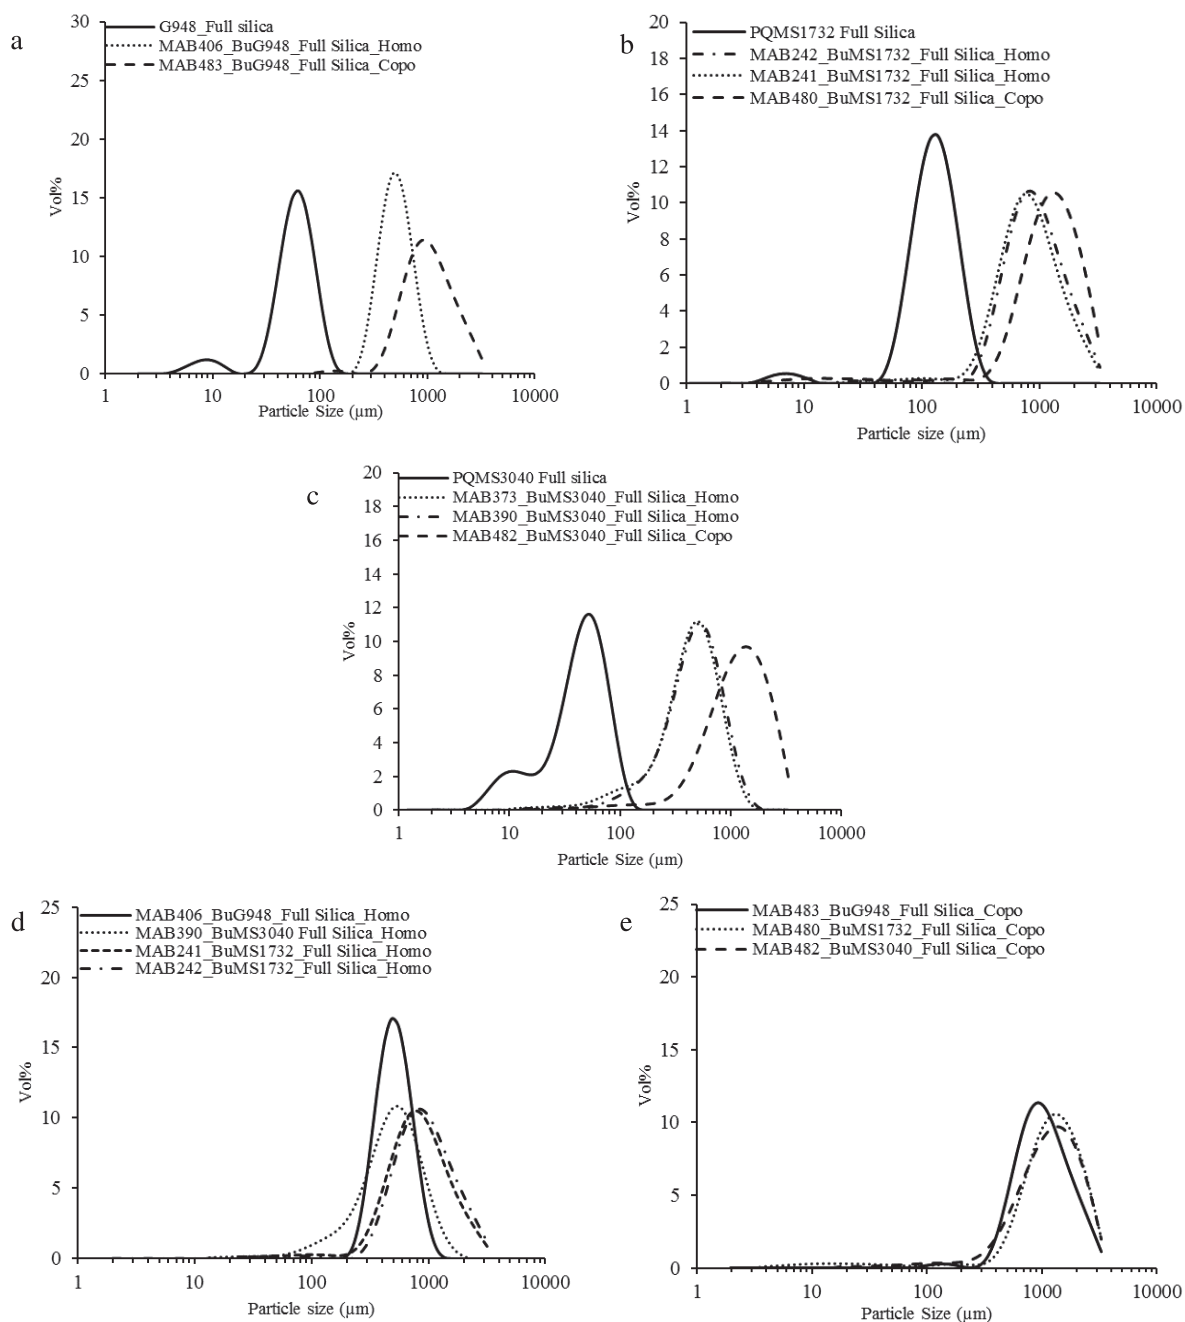 a
G948_Full silica
MAB406_BuG948_Full Silica_Homo
MAB483_BuG948_Full Silica_Copo
30
25
20
15
10
5
0
Vol%
1
10
100
1000
10000
Particle Size (µm)
b
PQMS1732 Full Silica
MAB242_BuMS1732_Full Silica_Homo
MAB241_BuMS1732_Full Silica_Homo
MAB480_BuMS1732_Full Silica_Copo
20
18
16
14
12
10
8
6
4
2
0
Vol%
1
10
100
1000
10000
Particle size (µm)
c
PQMS3040 Full silica
MAB373_BuMS3040_Full Silica_Homo
MAB390_BuMS3040_Full Silica_Homo
MAB482_BuMS3040_Full Silica_Copo
20
18
16
14
12
10
8
6
4
2
0
Vol%
1
10
100
1000
10000
Particle Size (µm)
d
MAB406_BuG948_Full Silica_Homo
MAB390_BuMS3040 Full Silica_Homo
MAB241_BuMS1732_Full Silica_Homo
MAB242_BuMS1732_Full Silica_Homo
25
20
15
10
5
0
Vol%
1
10
100
1000
10000
Particle size (µm)
e
MAB483_BuG948_Full Silica_Copo
MAB480_BuMS1732_Full Silica_Copo
MAB482_BuMS3040_Full Silica_Copo
25
20
15
10
5
0
Vol%
1
10
100
1000
10000
Particle Size (µm)